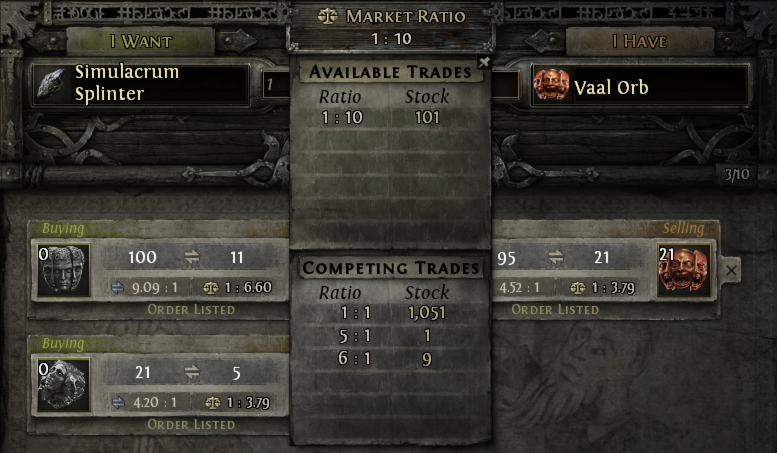 MARKET RATIO
1 : 10
I WANT
I HAVE
Simulacrum
Splinter
1
Vaal Orb
AVAILABLE TRADES
Ratio Stock
1 : 10 101
3/10
Buying
0
100 11
9.09 : 1 1 : 6.60
ORDER LISTED
Selling
95 21
21
4.52 : 1 1 : 3.79
ORDER LISTED
COMPETING TRADES
Ratio Stock
1 : 1 1,051
5 : 1 1
6 : 1 9
Buying
0
21 5
4.20 : 1 1 : 3.79
ORDER LISTED